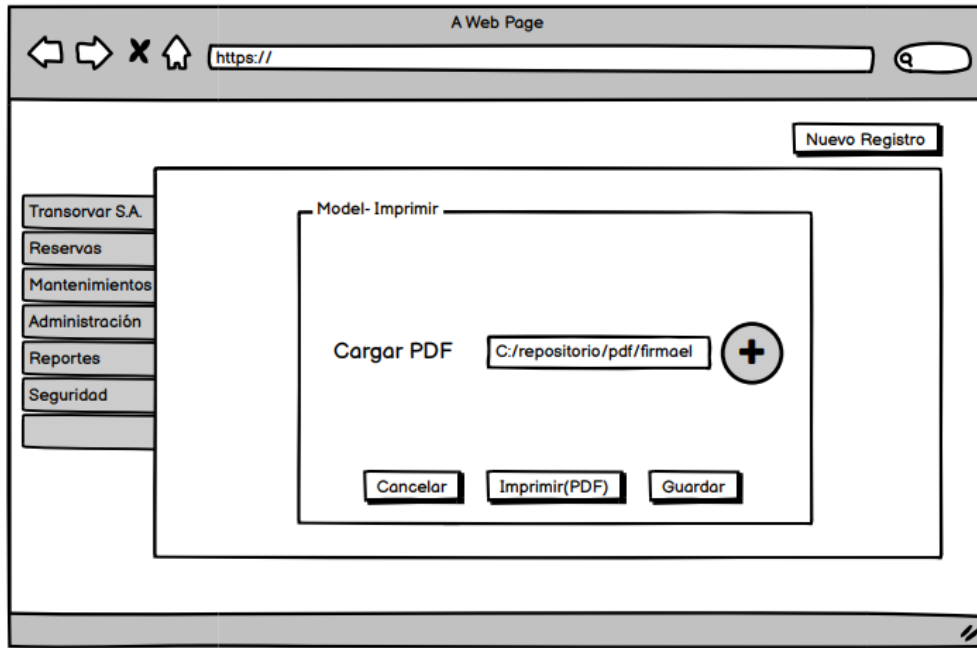 A Web Page
https://
Nuevo Registro
Transorvar S.A.
Reservas
Mantenimientos
Administración
Reportes
Seguridad
Model- Imprimir
Cargar PDF
C:/repositorio/pdf/firmael
Cancelar
Imprimir(PDF)
Guardar